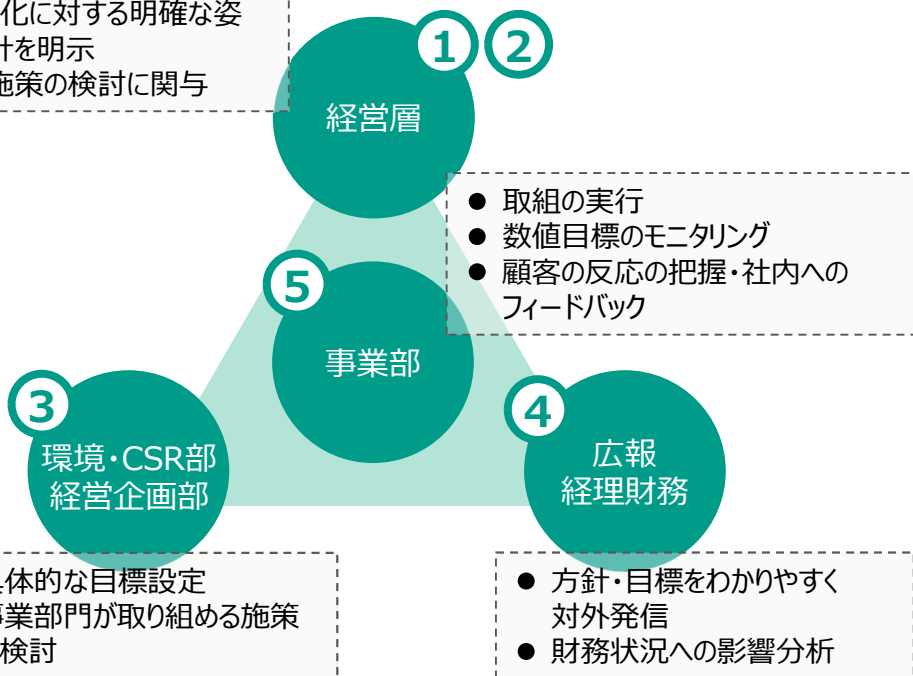 化に対する明確な姿
針を明示
施策の検討に関与
① ②
経営層
● 取組の実行
● 数値目標のモニタリング
● 顧客の反応の把握・社内への
フィードバック
⑤
事業部
③
環境・CSR部
経営企画部
④
広報
経理財務
具体的な目標設定
事業部門が取り組める施策
検討
● 方針・目標をわかりやすく
対外発信
● 財務状況への影響分析